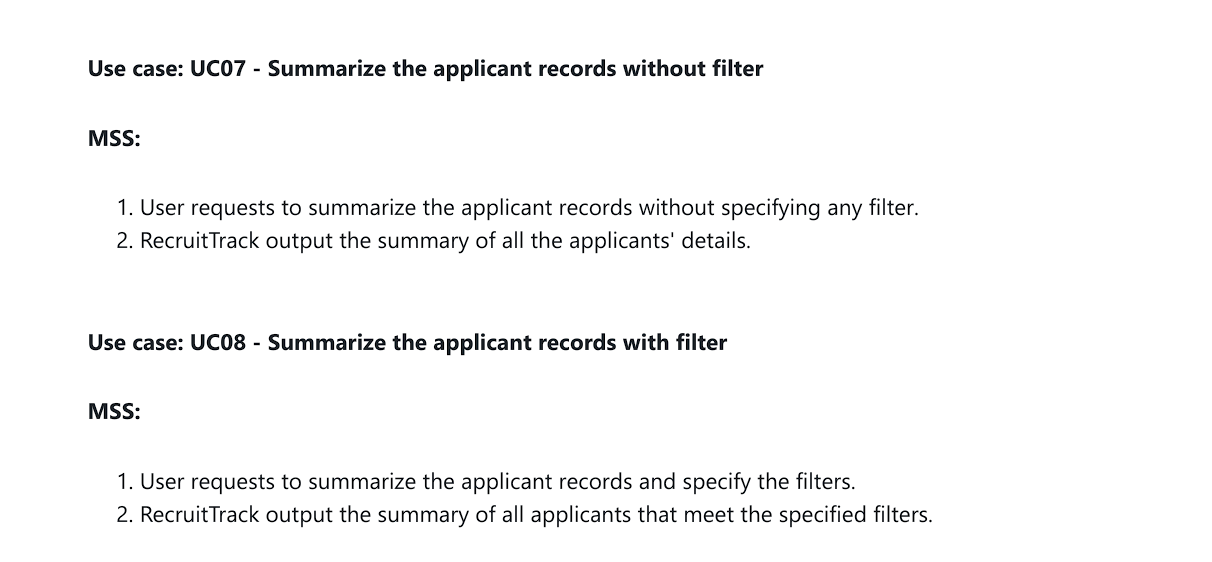 Use case: UC07 - Summarize the applicant records without filter
MSS:
1. User requests to summarize the applicant records without specifying any filter.
2. RecruitTrack output the summary of all the applicants' details.
Use case: UC08 - Summarize the applicant records with filter
MSS:
1. User requests to summarize the applicant records and specify the filters.
2. RecruitTrack output the summary of all applicants that meet the specified filters.